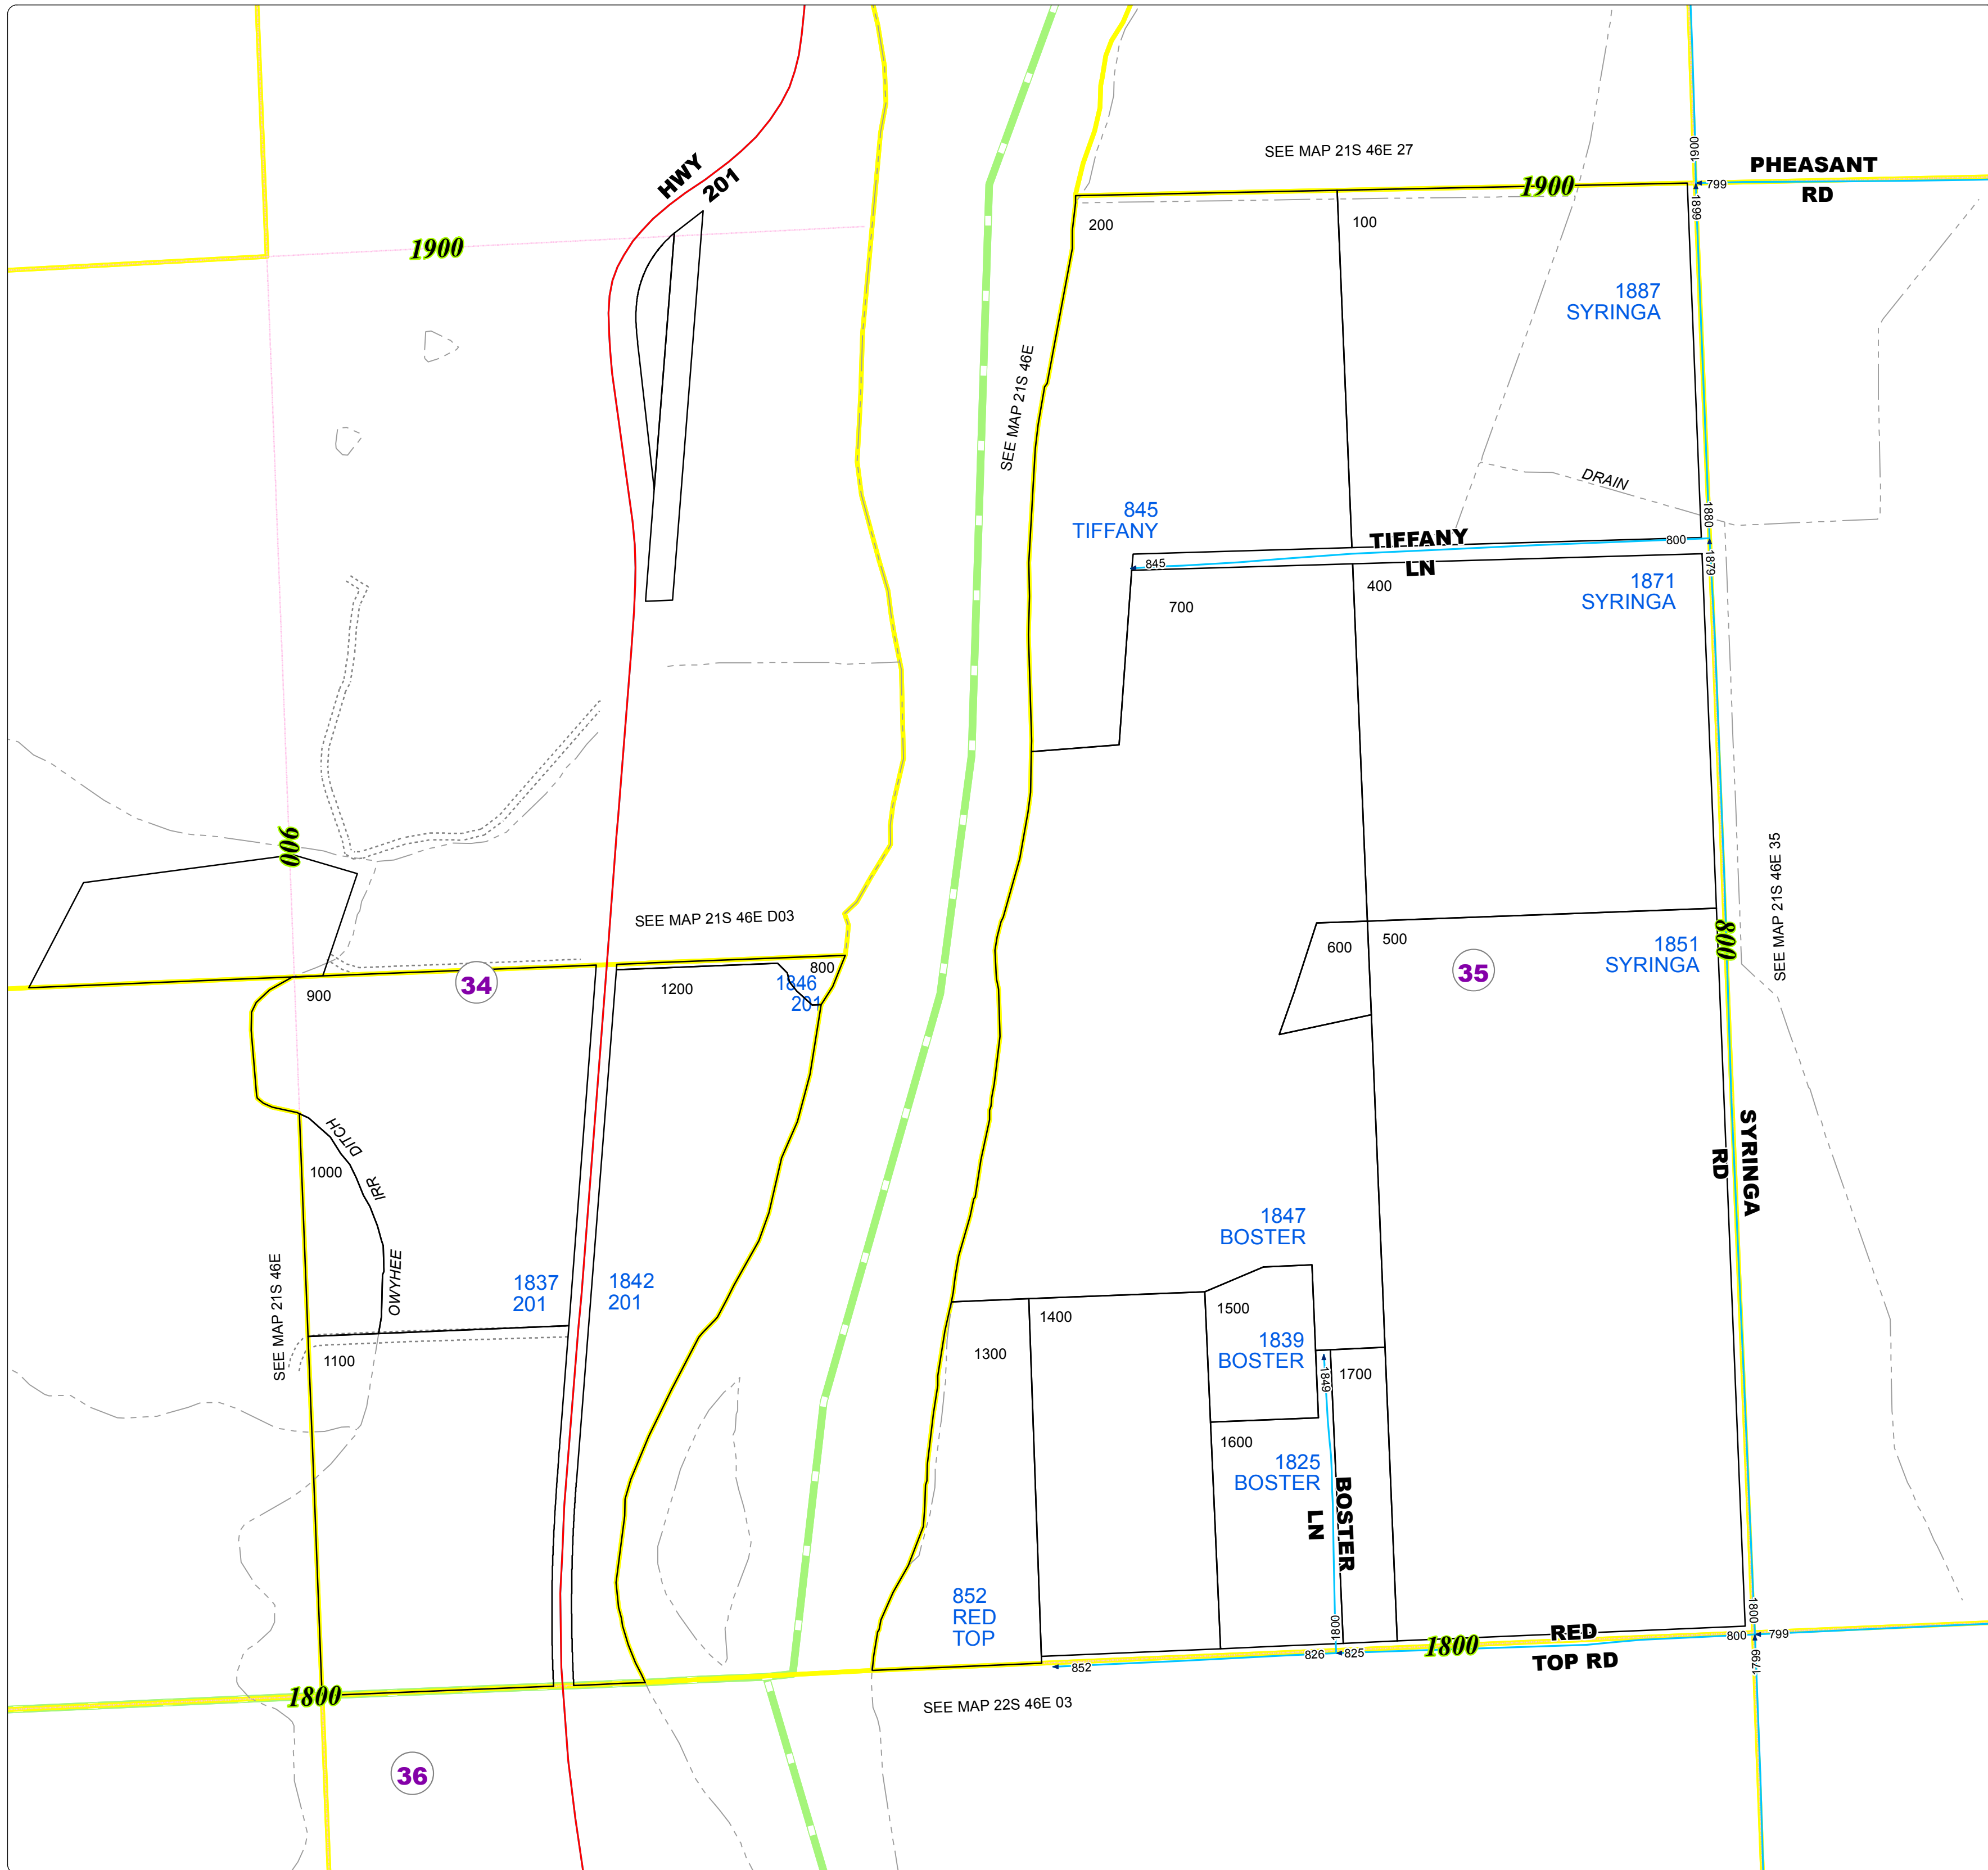 SEE MAP 21S 46E 27
1900
PHEASANT
RD
799
1900
1899
HWY
201
1900
200
100
1887
SYRINGA
SEE MAP 21S 46E
DRAIN
845
TIFFANY
TIFFANY
LN
800
1880
1879
845
700
400
1871
SYRINGA
900
SEE MAP 21S 46E D03
34
900
1200
800
1846
201
600
500
35
1851
SYRINGA
800
SEE MAP 21S 46E 35
SYRINGA
RD
1000
OWYHEE
IRR
DITCH
SEE MAP 21S 46E
1837
201
1842
201
1100
1847
BOSTER
1300
1400
1500
1839
BOSTER
1849
1700
1600
1825
BOSTER
BOSTER
LN
852
RED
TOP
1800
1800
RED
TOP RD
1800
800
799
1799
826
825
852
1800
SEE MAP 22S 46E 03
36